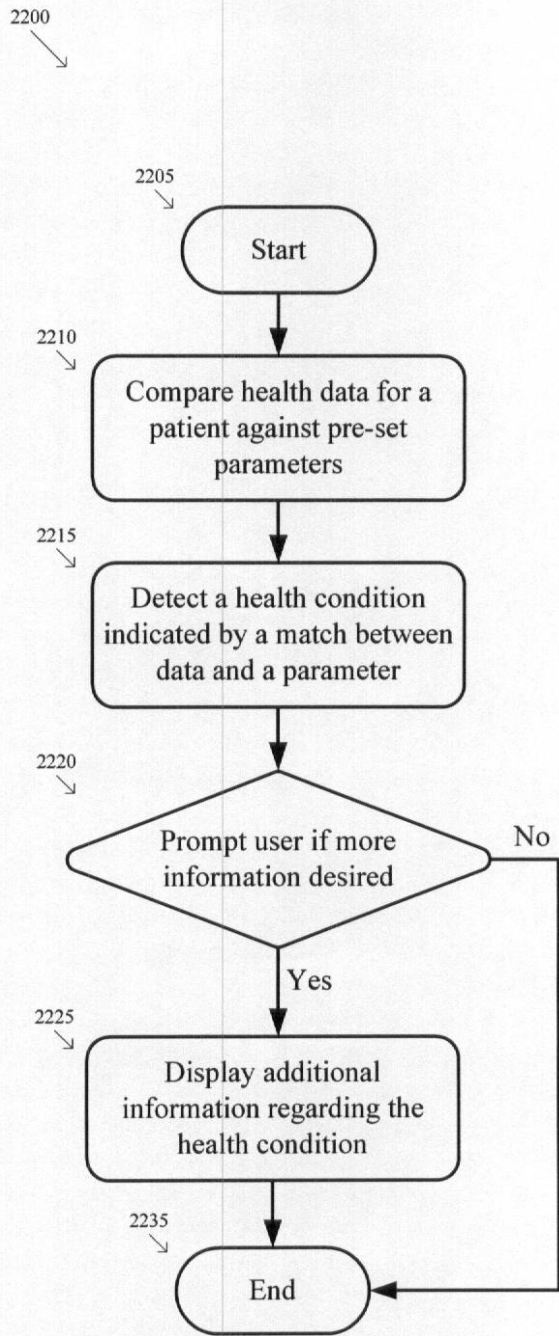 2200
2205
Start
2210
Compare health data for a
patient against pre-set
parameters
2215
Detect a health condition
indicated by a match between
data and a parameter
2220
Prompt user if more
information desired
No
Yes
2225
Display additional
information regarding the
health condition
2235
End